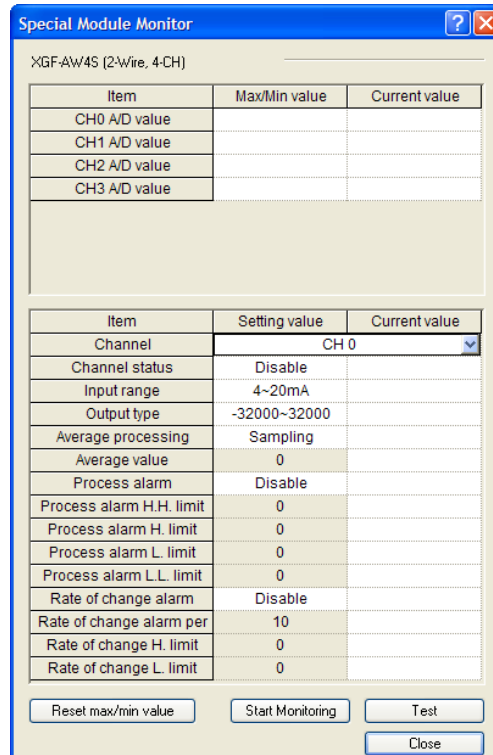 Special Module Monitor
XGF-AW4S (2-Wire, 4-CH)
Item Max/Min value Current value
CH0 A/D value
CH1 A/D value
CH2 A/D value
CH3 A/D value
Item Setting value Current value
Channel CH 0
Channel status Disable
Input range 4~20mA
Output type -32000~32000
Average processing Sampling
Average value 0
Process alarm Disable
Process alarm H.H. limit 0
Process alarm H. limit 0
Process alarm L. limit 0
Process alarm L.L. limit 0
Rate of change alarm Disable
Rate of change alarm per 10
Rate of change H. limit 0
Rate of change L. limit 0
Reset max/min value Start Monitoring Test
Close